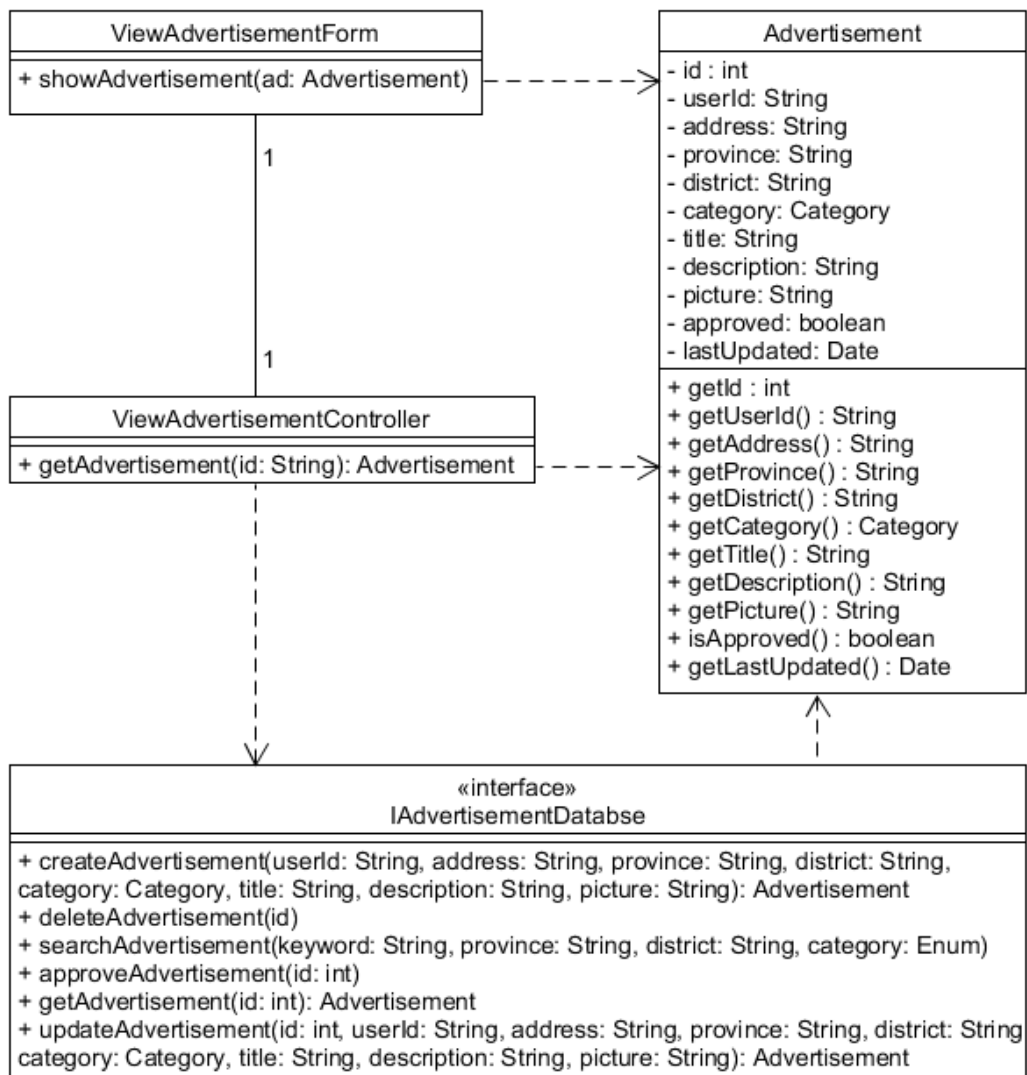 ViewAdvertisementForm
+ showAdvertisement(ad: Advertisement)
1
1
ViewAdvertisementController
+ getAdvertisement(id: String): Advertisement
Advertisement
- id : int
- userId: String
- address: String
- province: String
- district: String
- category: Category
- title: String
- description: String
- picture: String
- approved: boolean
- lastUpdated: Date
+ getId : int
+ getUserId() : String
+ getAddress() : String
+ getProvince() : String
+ getDistrict() : String
+ getCategory() : Category
+ getTitle() : String
+ getDescription() : String
+ getPicture() : String
+ isApproved() : boolean
+ getLastUpdated() : Date
«interface»
IAdvertisementDatabse
+ createAdvertisement(userId: String, address: String, province: String, district: String,
category: Category, title: String, description: String, picture: String): Advertisement
+ deleteAdvertisement(id)
+ searchAdvertisement(keyword: String, province: String, district: String, category: Enum)
+ approveAdvertisement(id: int)
+ getAdvertisement(id: int): Advertisement
+ updateAdvertisement(id: int, userId: String, address: String, province: String, district: String
category: Category, title: String, description: String, picture: String): Advertisement